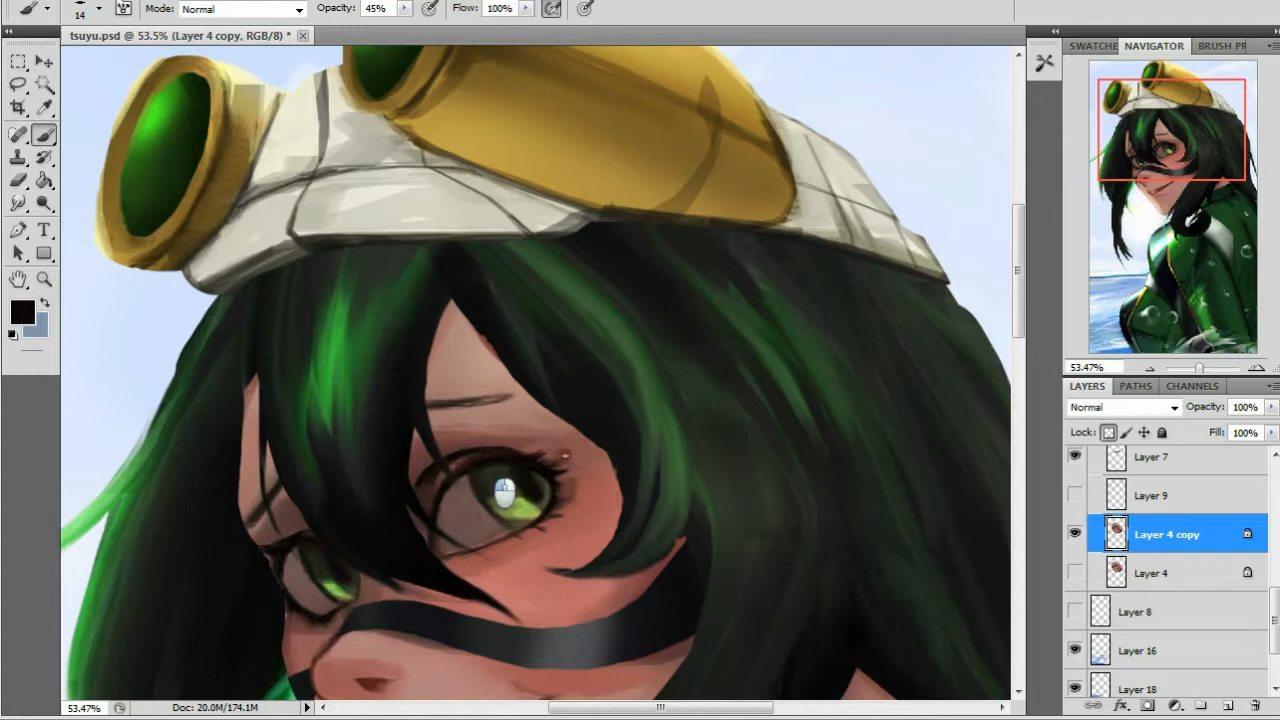 14 Mode: Normal Opacity: 45% Flow: 100%
tsuyu.psd @ 53.5% (Layer 4 copy, RGB/8) *
SWATCHE NAVIGATOR BRUSH PR
53.47%
LAYERS PATHS CHANNELS
Normal Opacity: 100%
Lock: Fill: 100%
Layer 7
Layer 9
Layer 4 copy
Layer 4
Layer 8
Layer 16
Layer 18
53.47% Doc: 20.0M/174.1M